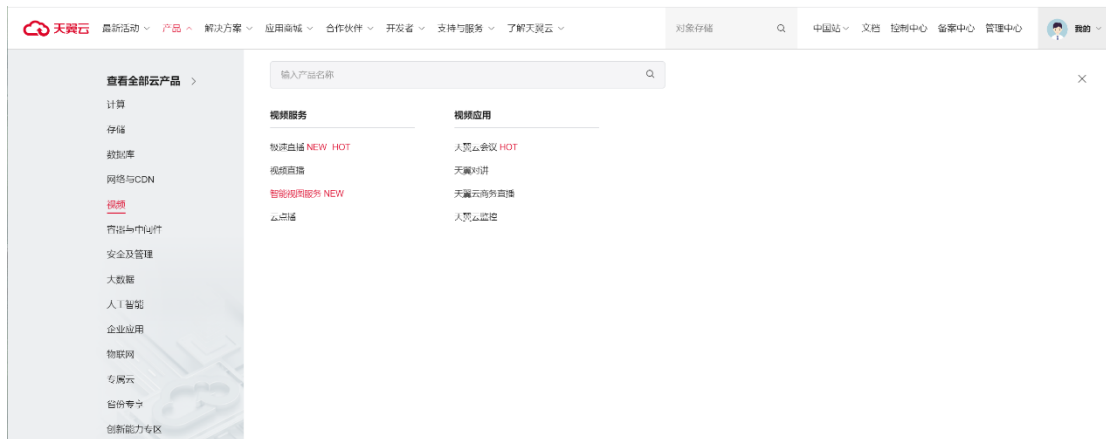 天翼云 最新活动 产品 解决方案 应用商城 合作伙伴 开发者 支持与服务 了解天翼云 对象存储 中国站 文档 控制中心 备案中心 管理中心 我的
查看全部云产品 >
输入产品名称
计算
存储
数据库
网络与CDN
视频
容器与中间件
安全及管理
大数据
人工智能
企业应用
物联网
专属云
省份专享
创新能力专区
视频服务
极速直播 NEW HOT
视频直播
智能视图服务 NEW
云点播
视频应用
天翼云会议 HOT
天翼对讲
天翼云商务直播
天翼云监控